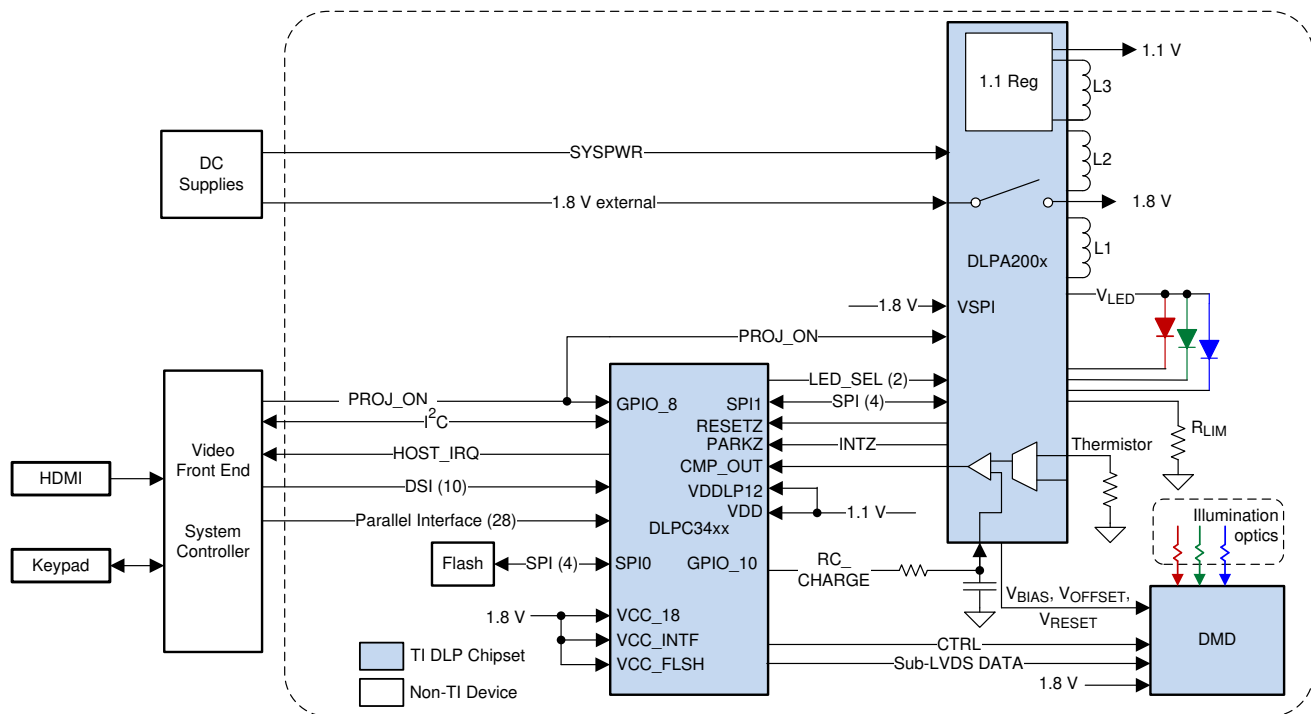 1.1 Reg
1.1 V
L3
DC
Supplies
SYSPWR
L2
1.8 V external
1.8 V
L1
DLPA200x
VLED
1.8 V
VSPI
PROJ_ON
LED_SEL (2)
PROJ_ON
GPIO_8
SPI1
SPI (4)
I2C
RESETZ
RLIM
Video
Front End
PARKZ
INTZ
Thermistor
HOST_IRQ
CMP_OUT
HDMI
DSI (10)
VDDLP12
VDD
1.1 V
Parallel Interface (28)
DLPC34xx
Illumination
optics
System
Controller
Keypad
Flash
SPI (4)
SPI0
GPIO_10
RC_
CHARGE
VBIAS, VOFFSET,
VRESET
1.8 V
VCC_18
VCC_INTF
VCC_FLSH
DMD
CTRL
Sub-LVDS DATA
1.8 V
TI DLP Chipset
Non-TI Device